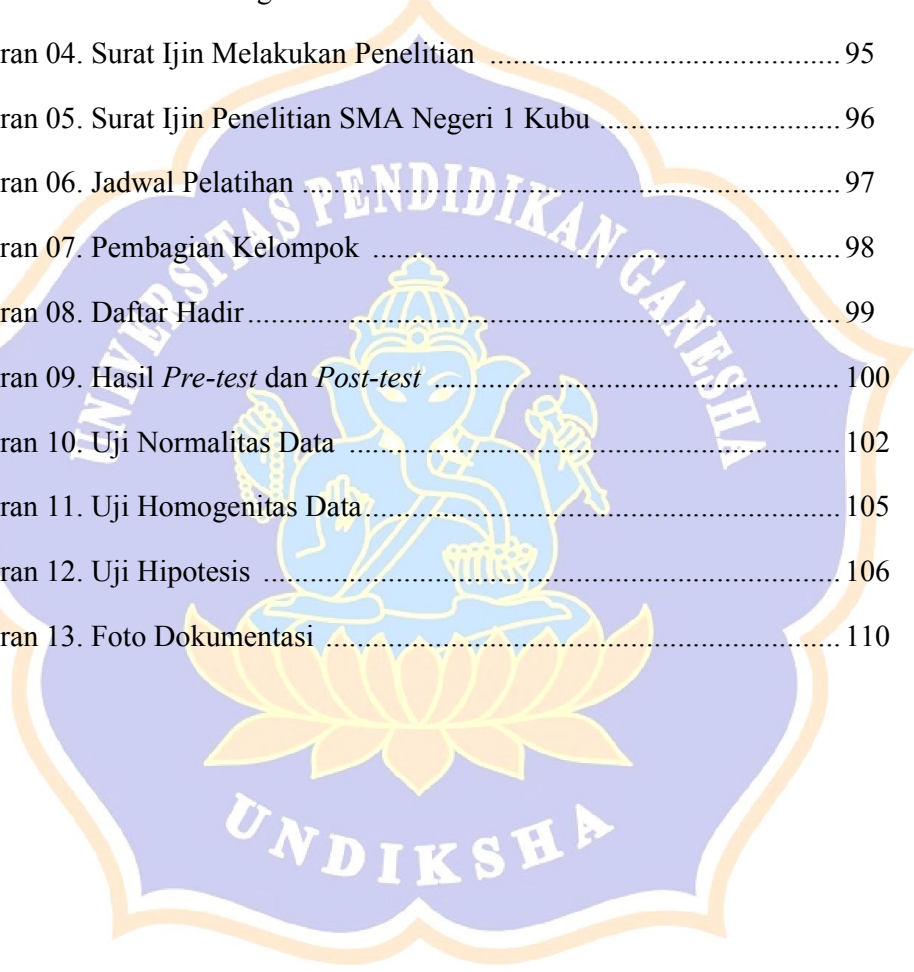 ran 04. Surat Ijin Melakukan Penelitian ................................................ 95
ran 05. Surat Ijin Penelitian SMA Negeri 1 Kubu ................................. 96
ran 06. Jadwal Pelatihan ........................................................................ 97
ran 07. Pembagian Kelompok ............................................................... 98
ran 08. Daftar Hadir ................................................................................ 99
ran 09. Hasil Pre-test dan Post-test ....................................................... 100
ran 10. Uji Normalitas Data ................................................................... 102
ran 11. Uji Homogenitas Data ................................................................ 105
ran 12. Uji Hipotesis .............................................................................. 106
ran 13. Foto Dokumentasi ...................................................................... 110
UNIVERSITAS PENDIDIKAN GANESHA
UNDIKSHA